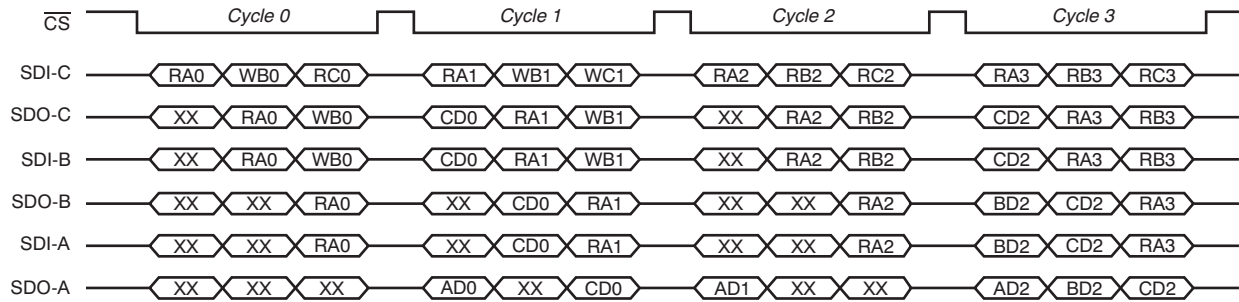 CS Cycle 0 Cycle 1 Cycle 2 Cycle 3
SDI-C RA0 WB0 RC0 RA1 WB1 WC1 RA2 RB2 RC2 RA3 RB3 RC3
SDO-C XX RA0 WB0 CD0 RA1 WB1 XX RA2 RB2 CD2 RA3 RB3
SDI-B XX RA0 WB0 CD0 RA1 WB1 XX RA2 RB2 CD2 RA3 RB3
SDO-B XX XX RA0 XX CD0 RA1 XX XX RA2 BD2 CD2 RA3
SDI-A XX XX RA0 XX CD0 RA1 XX XX RA2 BD2 CD2 RA3
SDO-A XX XX XX AD0 XX CD0 AD1 XX XX AD2 BD2 CD2